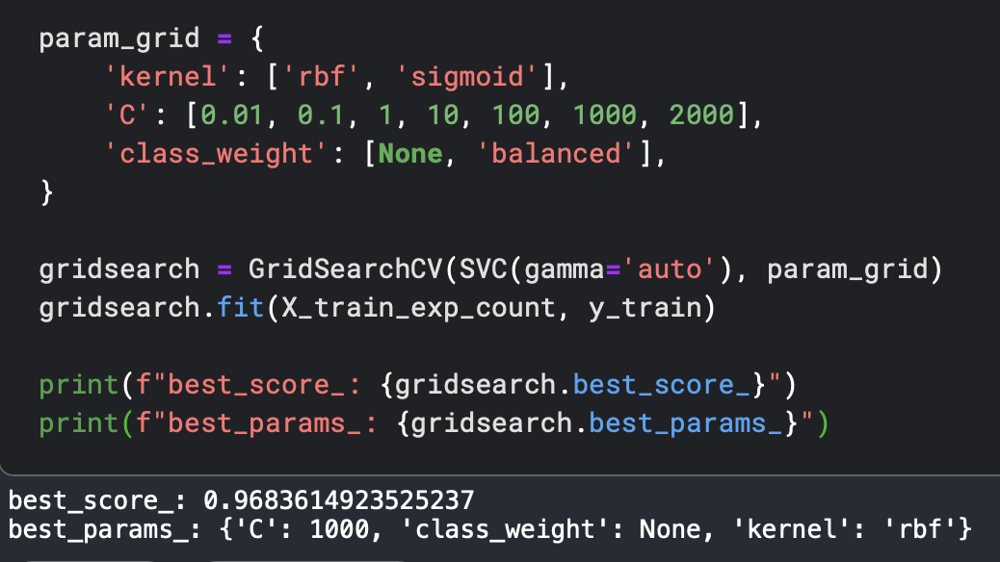 param_grid = {
    'kernel': ['rbf', 'sigmoid'],
    'C': [0.01, 0.1, 1, 10, 100, 1000, 2000],
    'class_weight': [None, 'balanced'],
}

gridsearch = GridSearchCV(SVC(gamma='auto'), param_grid)
gridsearch.fit(X_train_exp_count, y_train)

print(f"best_score_: {gridsearch.best_score_}")
print(f"best_params_: {gridsearch.best_params_}")

best_score_: 0.9683614923525237
best_params_: {'C': 1000, 'class_weight': None, 'kernel': 'rbf'}